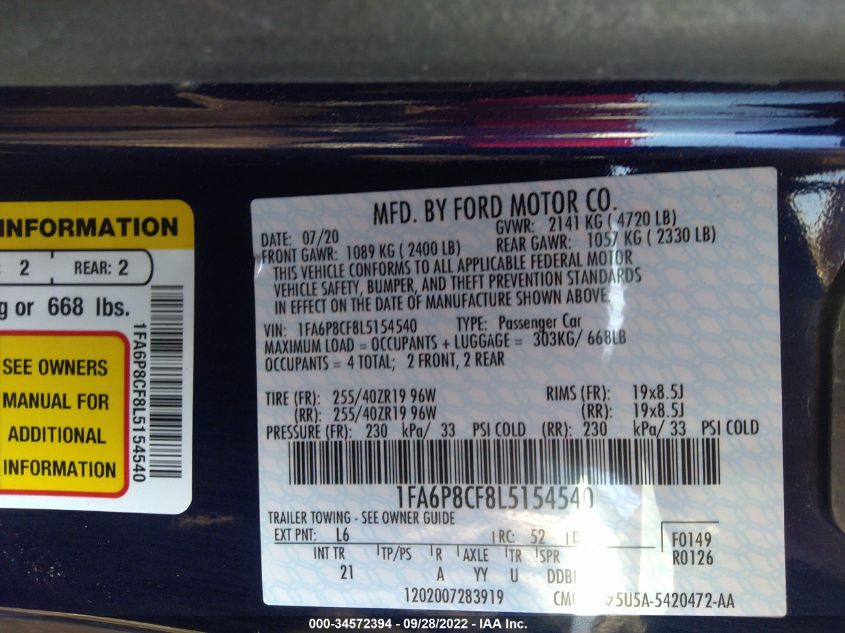 INFORMATION
2 REAR: 2
g or 668 lbs.
SEE OWNERS
MANUAL FOR
ADDITIONAL
INFORMATION
1FA6P8CF8L5154540
MFD. BY FORD MOTOR CO.
DATE: 07/20 GVWR: 2141 KG ( 4720 LB)
FRONT GAWR: 1089 KG ( 2400 LB) REAR GAWR: 1057 KG ( 2330 LB)
THIS VEHICLE CONFORMS TO ALL APPLICABLE FEDERAL MOTOR
VEHICLE SAFETY, BUMPER, AND THEFT PREVENTION STANDARDS
IN EFFECT ON THE DATE OF MANUFACTURE SHOWN ABOVE.
VIN: 1FA6P8CF8L5154540 TYPE: Passenger Car
MAXIMUM LOAD = OCCUPANTS + LUGGAGE = 303KG/ 668LB
OCCUPANTS = 4 TOTAL; 2 FRONT, 2 REAR
TIRE (FR): 255/40ZR19 96W RIMS (FR): 19x8.5J
(RR): 255/40ZR19 96W (RR): 19x8.5J
PRESSURE (FR): 230 kPa/ 33 PSI COLD (RR): 230 kPa/ 33 PSI COLD
1FA6P8CF8L5154540
TRAILER TOWING - SEE OWNER GUIDE
EXT PNT: L6 RC: 52 F0149
R0126
INT TR TP/PS R AXLE TR SPR
21 A YY U
1202007283919 5U5A-5420472-AA
000-34572394 - 09/28/2022 - IAA Inc.